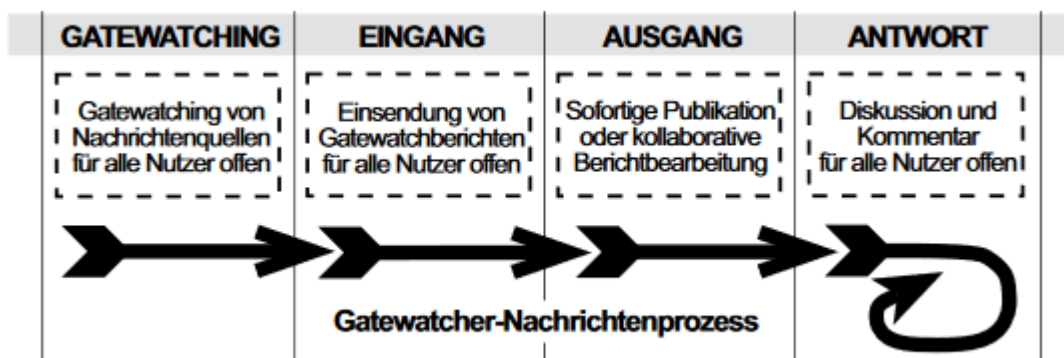 GATEWATCHING EINGANG AUSGANG ANTWORT
Gatewatching von
Nachrichtenquellen
für alle Nutzer offen
Einsendung von
Gatewatchberichten
für alle Nutzer offen
Sofortige Publikation
oder kollaborative
Berichtbearbeitung
Diskussion und
Kommentar
für alle Nutzer offen
Gatewatcher-Nachrichtenprozess